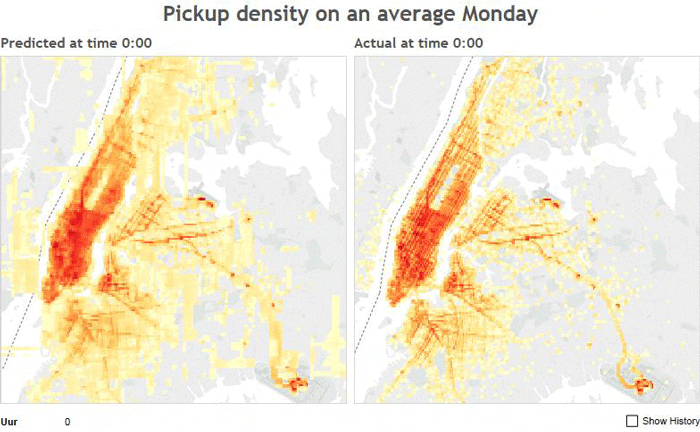 Pickup density on an average Monday
Predicted at time 0:00
Actual at time 0:00
Uur 0
Show History